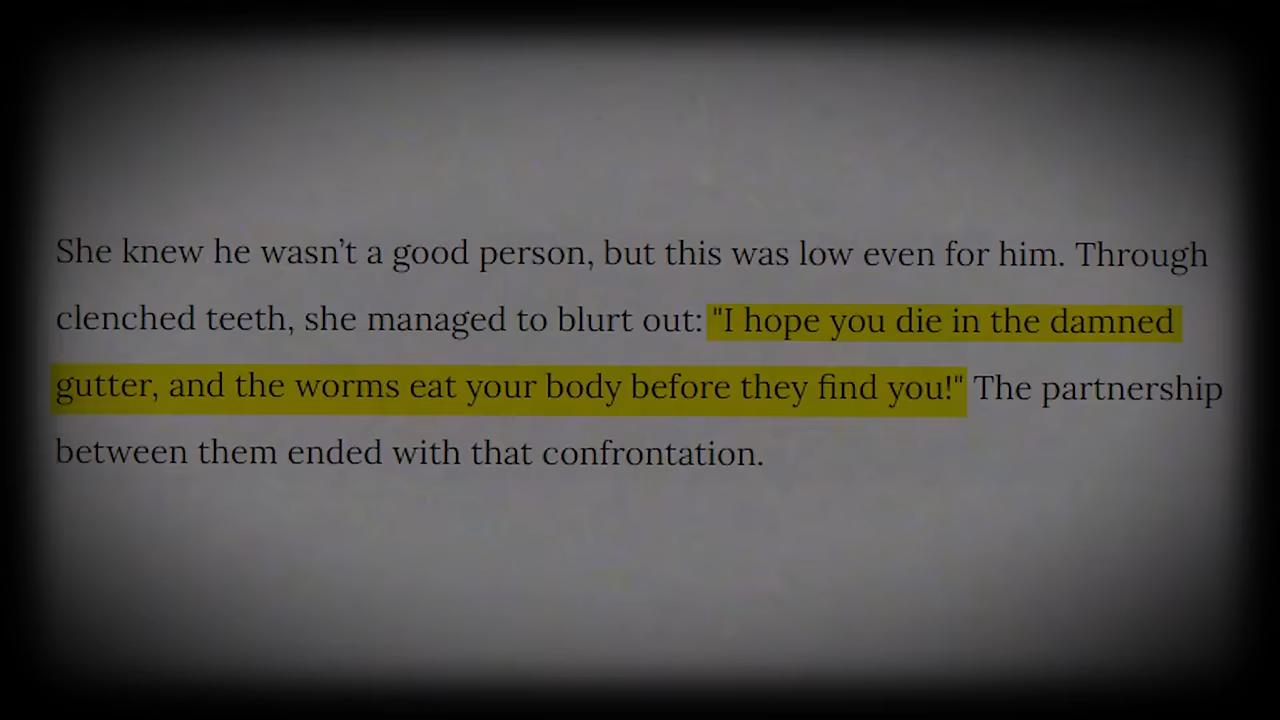 She knew he wasn’t a good person, but this was low even for him. Through
clenched teeth, she managed to blurt out: "I hope you die in the damned
gutter, and the worms eat your body before they find you!" The partnership
between them ended with that confrontation.